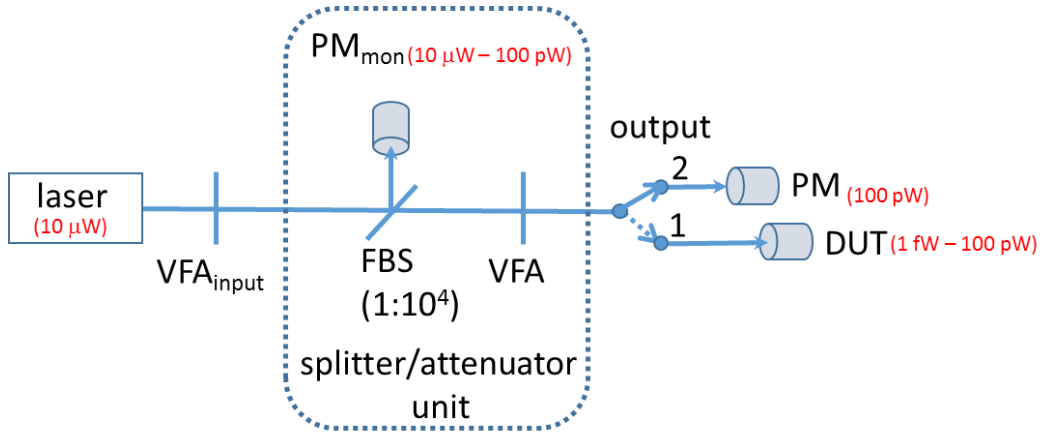 PMmon(10 μW – 100 pW)
output
2
laser
(10 μW)
PM (100 pW)
1
DUT(1 fW – 100 pW)
VFAinput
FBS
(1:10⁴)
VFA
splitter/attenuator
unit